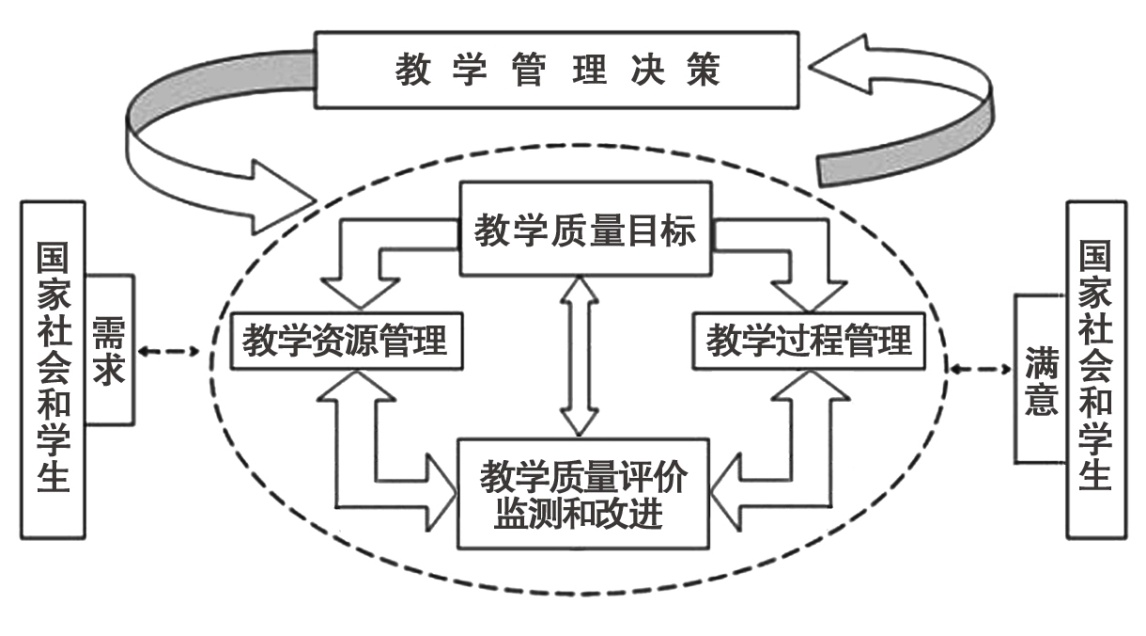 教学管理决策
国家社会和学生
需求
教学质量目标
教学资源管理
教学过程管理
教学质量评价
监测和改进
满意
国家社会和学生